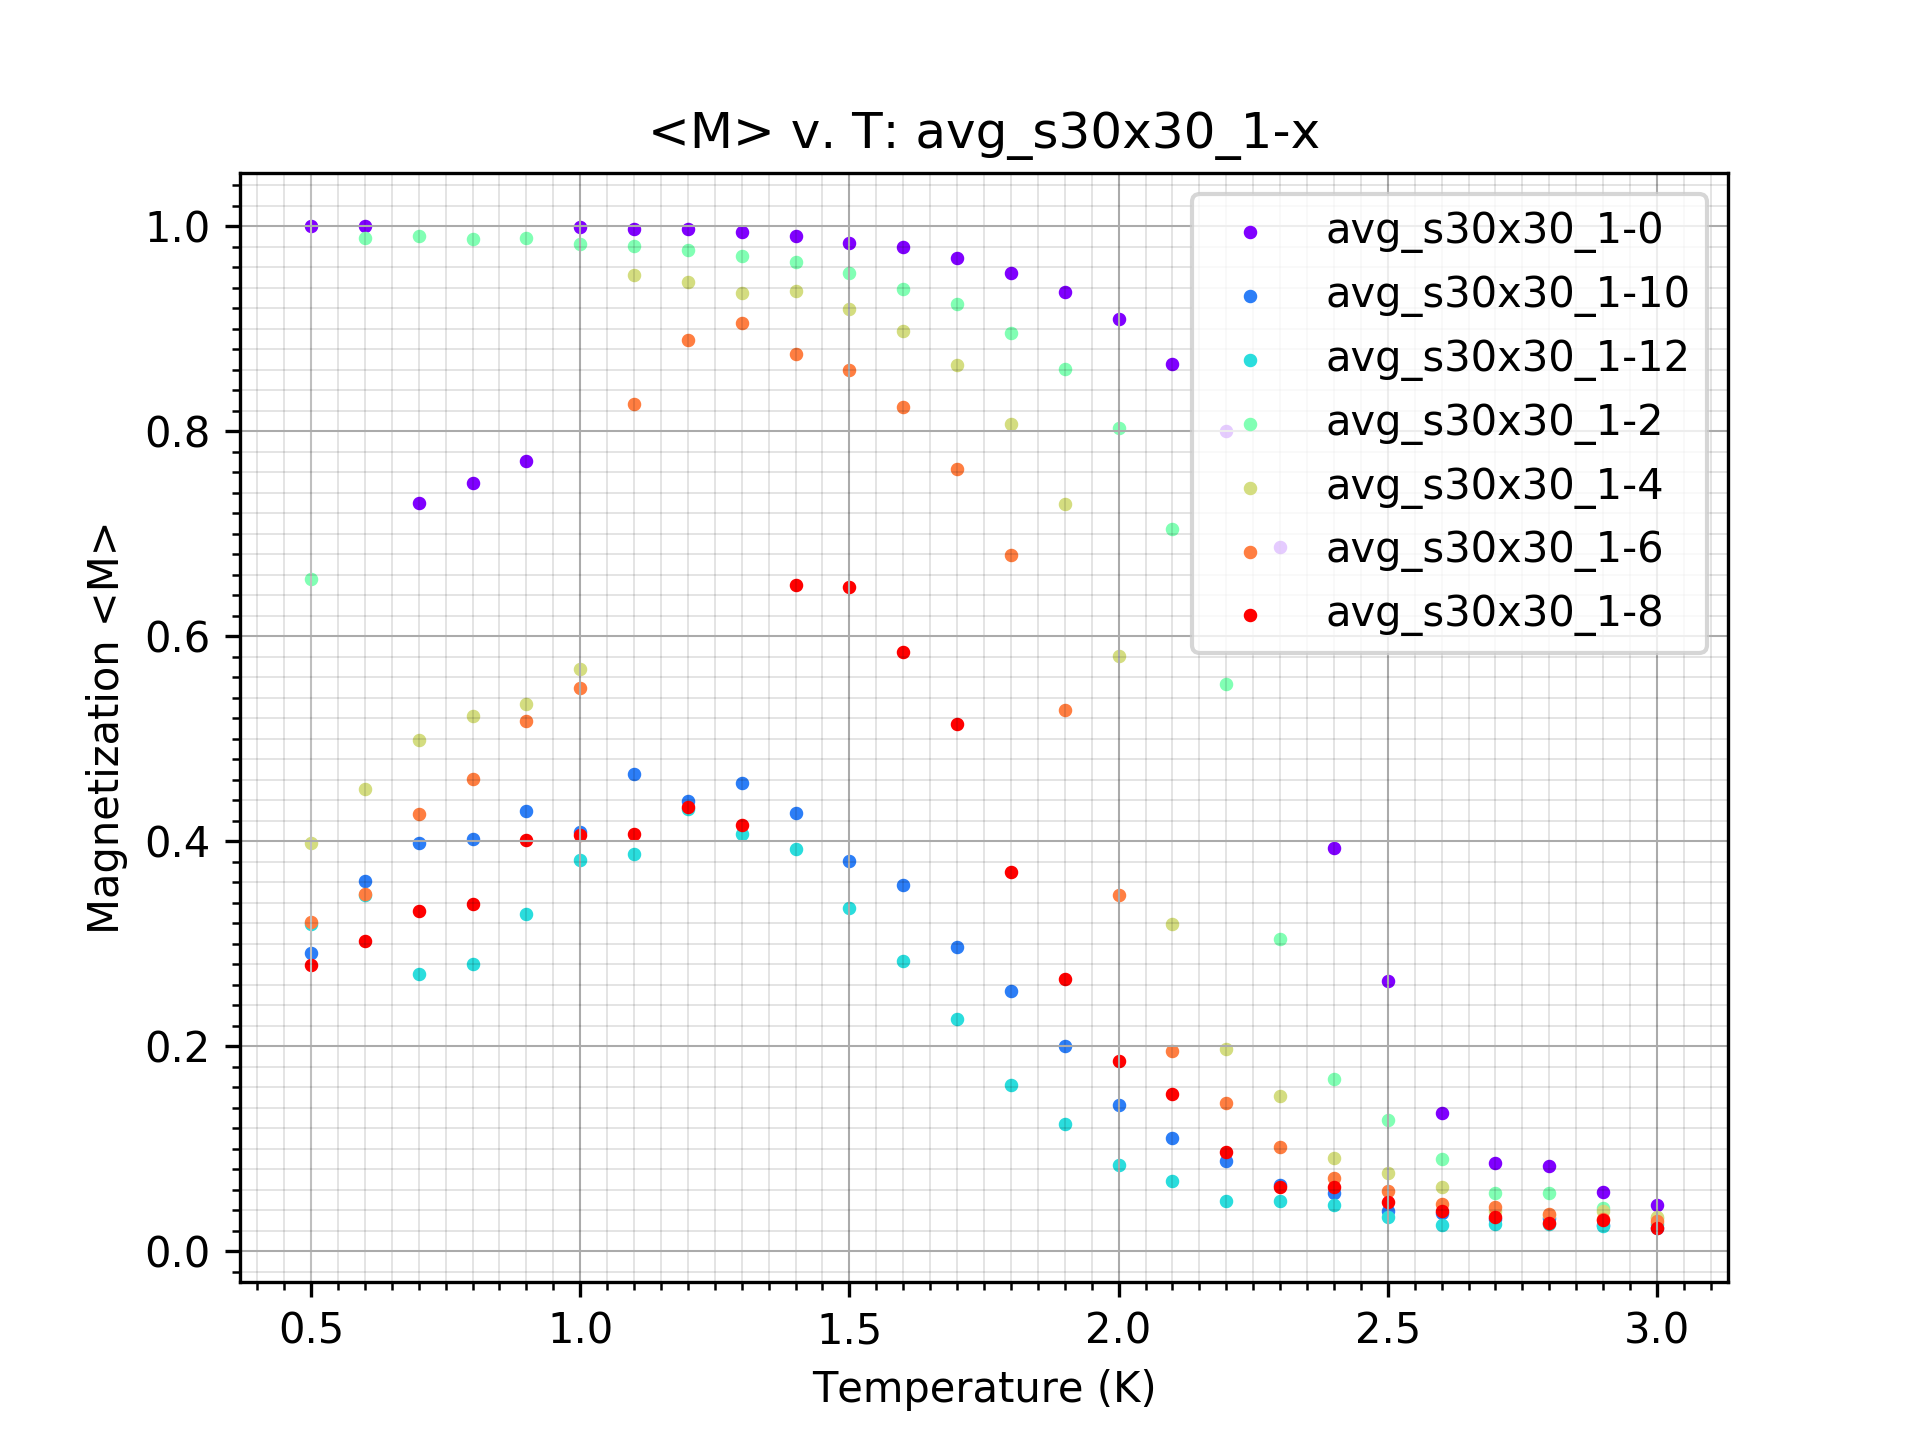 <M> v. T: avg_s30x30_1-x
avg_s30x30_1-0
avg_s30x30_1-10
avg_s30x30_1-12
avg_s30x30_1-2
avg_s30x30_1-4
avg_s30x30_1-6
avg_s30x30_1-8
Magnetization <M>
1.0
0.8
0.6
0.4
0.2
0.0
0.5 1.0 1.5 2.0 2.5 3.0
Temperature (K)